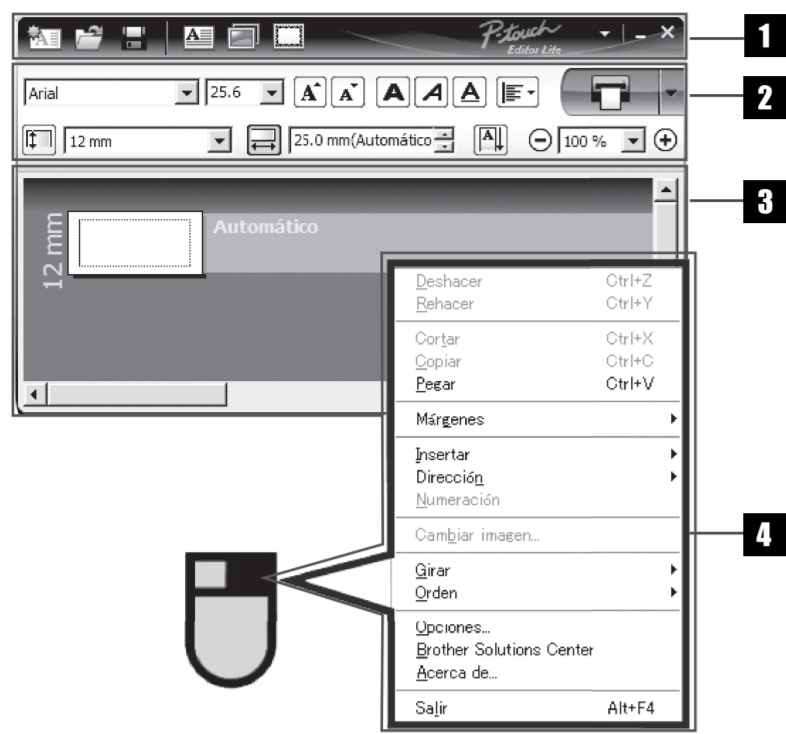 P-touch
Editor Lite
1
Arial 25.6 A A A A A
2
12 mm 25.0 mm(Automático A 100 %
3
12 mm
Automático
Deshacer Ctrl+Z
Rehacer Ctrl+Y
Cortar Ctrl+X
Copiar Ctrl+C
Pegar Ctrl+V
Márgenes
Insertar
Dirección
Numeración
Cambiar imagen...
4
Girar
Orden
Opciones...
Brother Solutions Center
Acerca de...
Salir Alt+F4